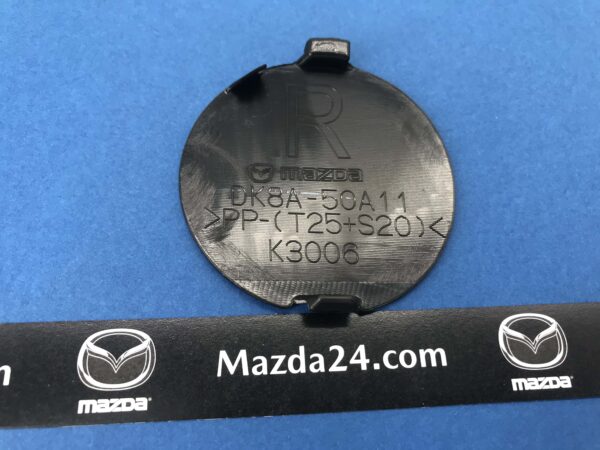 R
mazda
DK8A-50A11
>PP-(T25+S20)<
K3006
m
mazda
Mazda24.com
mazda